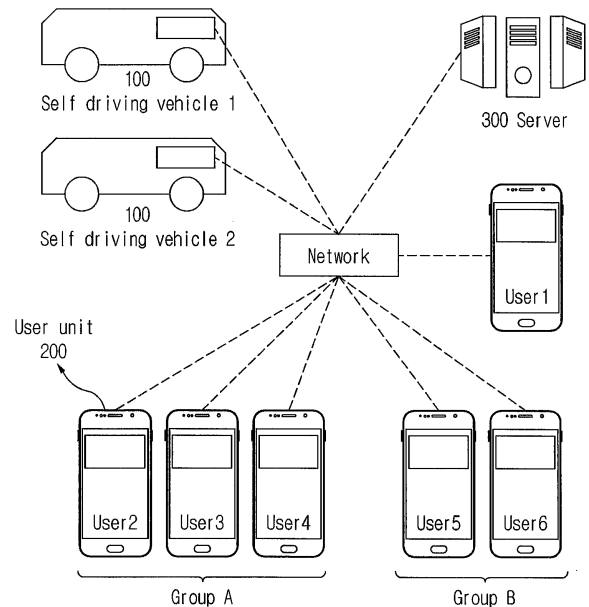 100
Self driving vehicle 1
300 Server
100
Self driving vehicle 2
Network
User1
User unit
200
User2
User3
User4
User5
User6
Group A
Group B